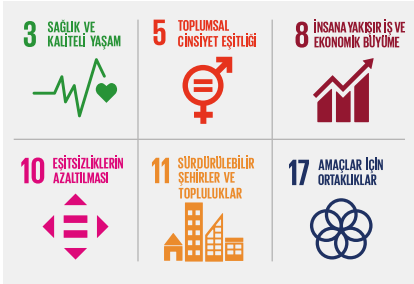 3 SAĞLIK VE
KALİTELİ YAŞAM
5 TOPLUMSAL
CİNSİYET EŞİTLİĞİ
8 İNSANA YAKIŞIR İŞ VE
EKONOMİK BÜYÜME
10 EŞİTSİZLİKLERİN
AZALTILMASI
11 SÜRDÜRÜLEBİLİR
ŞEHİRLER VE
TOPLULUKLAR
17 AMAÇLAR İÇİN
ORTAKLIKLAR